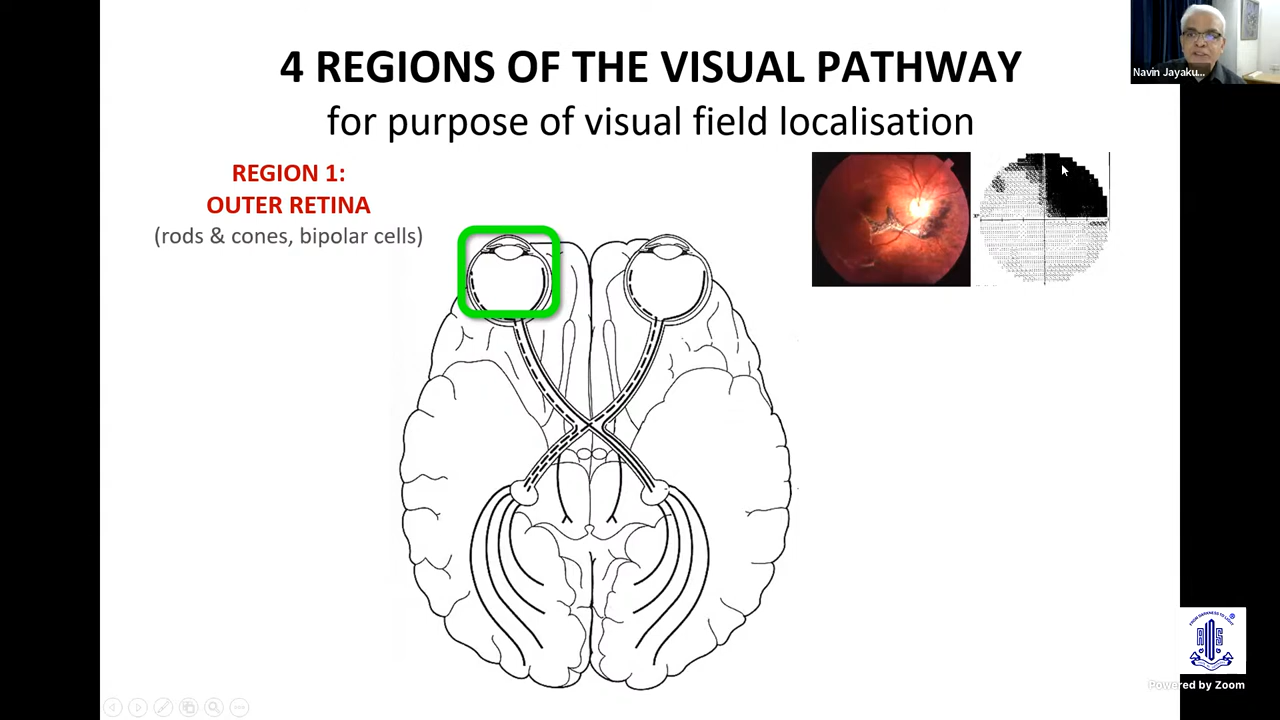 4 REGIONS OF THE VISUAL PATHWAY
for purpose of visual field localisation
Navin Jayaku...
REGION 1:
OUTER RETINA
(rods & cones, bipolar cells)
AIOS
Powered by Zoom